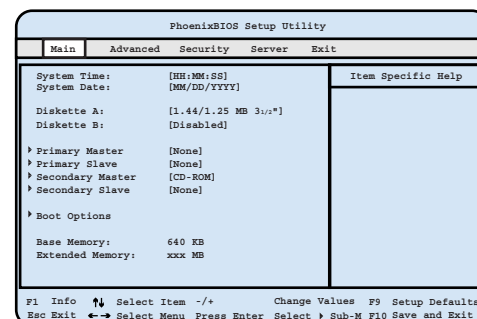 PhoenixBIOS Setup Utility
Main Advanced Security Server Exit
System Time: [HH:MM:SS] Item Specific Help
System Date: [MM/DD/YYYY]
Diskette A: [1.44/1.25 MB 31/2"]
Diskette B: [Disabled]
Primary Master [None]
Primary Slave [None]
Secondary Master [CD-ROM]
Secondary Slave [None]
Boot Options
Base Memory: 640 KB
Extended Memory: xxx MB
F1 Info ↑↓ Select Item -/+ Change Values F9 Setup Defaults
Esc Exit ←→ Select Menu Press Enter Select ▸ Sub-M F10 Save and Exit